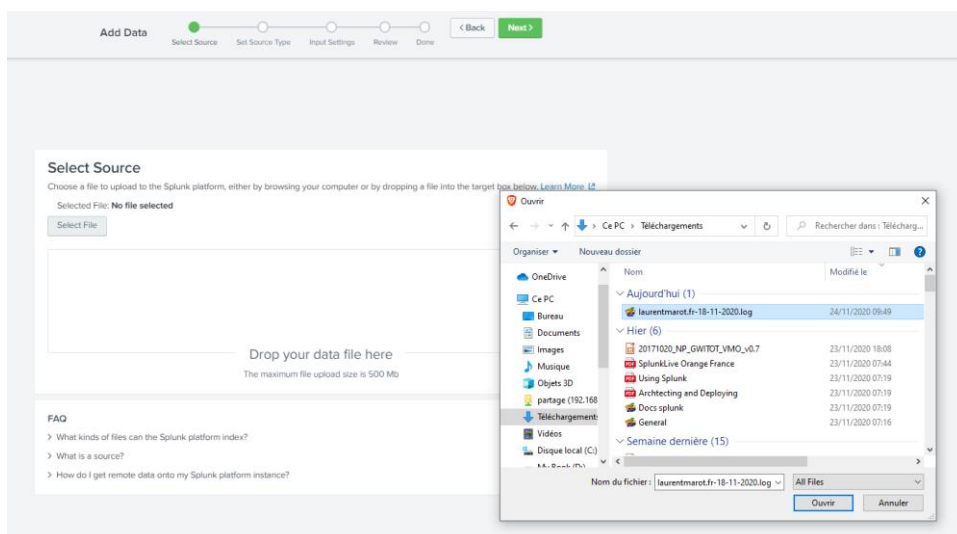 Add Data
Select Source
Set Source Type
Input Settings
Review
Done
< Back
Next >
Select Source
Choose a file to upload to the Splunk platform, either by browsing your computer or by dropping a file into the target box below. Learn More
Selected File: No file selected
Select File
Drop your data file here
The maximum file upload size is 500 Mb
FAQ
> What kinds of files can the Splunk platform index?
> What is a source?
> How do I get remote data onto my Splunk platform instance?
Ouvrir
Ce PC > Téléchargements
Rechercher dans : Télécharg...
Organiser
Nouveau dossier
OneDrive
Ce PC
Bureau
Documents
Images
Musique
Objets 3D
partage (192.168
Téléchargement
Vidéos
Disque local (C:)
Nom
Modifié le
Aujourd'hui (1)
laurentmarot.fr-18-11-2020.log 24/11/2020 09:49
Hier (6)
20171020_NP_GWITOT_VMO_v0.7 23/11/2020 18:08
SplunkLive Orange France 23/11/2020 07:44
Using Splunk 23/11/2020 07:19
Archtecting and Deploying 23/11/2020 07:19
Docs splunk 23/11/2020 07:19
General 23/11/2020 07:16
Semaine dernière (15)
Nom du fichier : laurentmarot.fr-18-11-2020.log
All Files
Ouvrir
Annuler